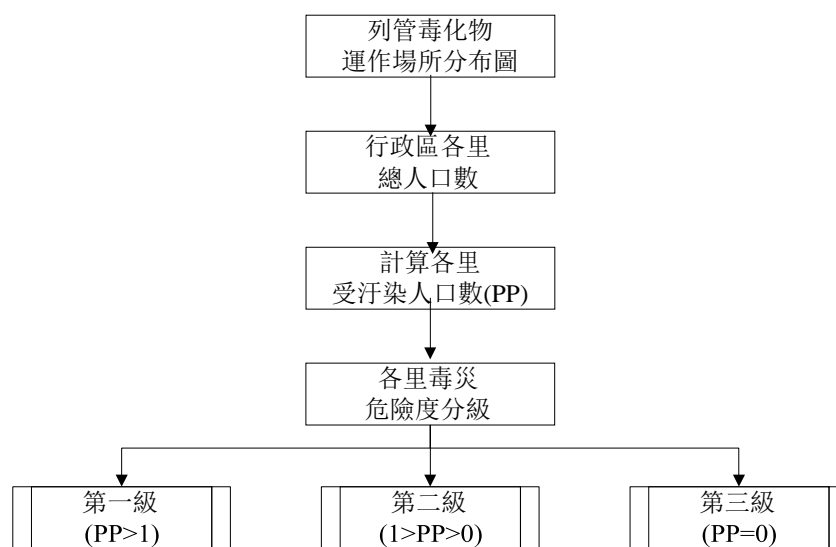 列管毒化物
運作場所分布圖
行政區各里
總人口數
計算各里
受汙染人口數(PP)
各里毒災
危險度分級
第一級
(PP>1)
第二級
(1>PP>0)
第三級
(PP=0)